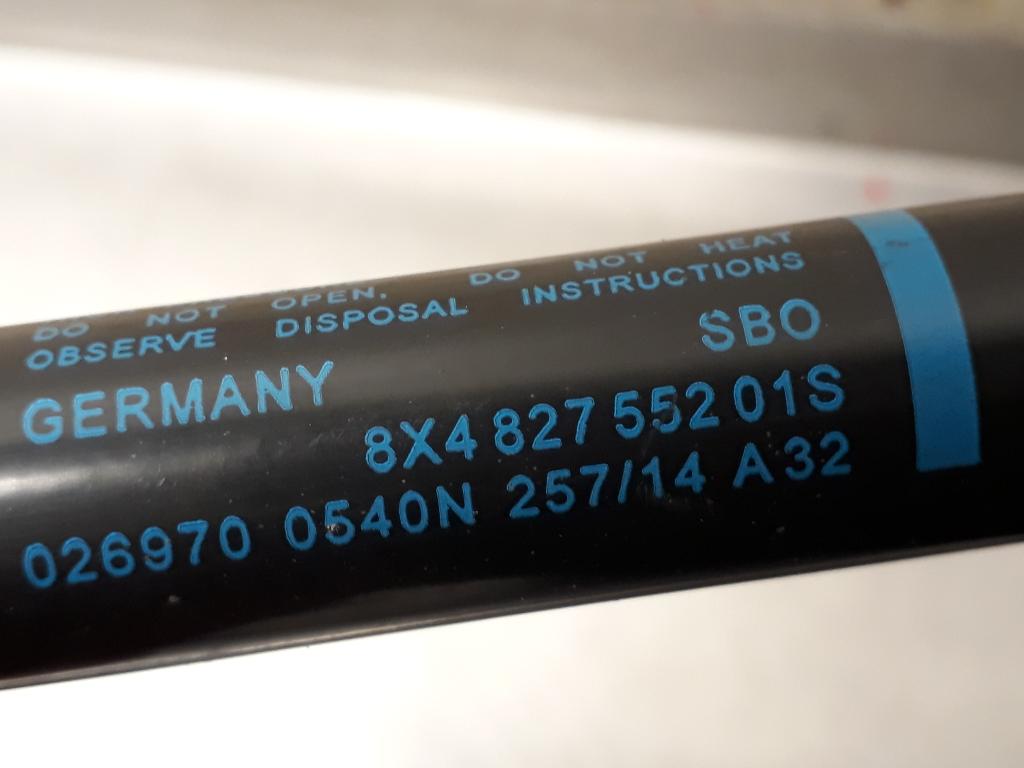 DO NOT OPEN. DO NOT HEAT
OBSERVE DISPOSAL INSTRUCTIONS
GERMANY SBO
8X4 827 552 01S
026970 0540N 257/14 A32